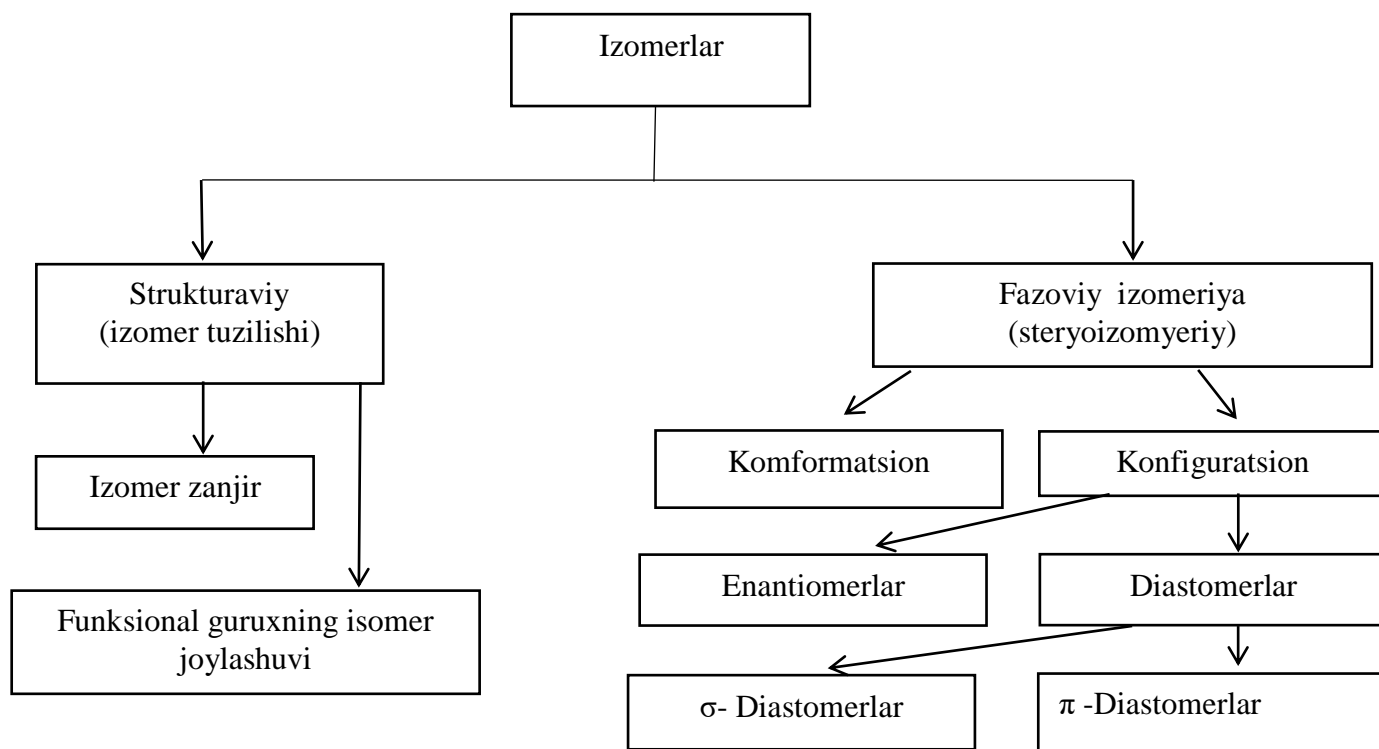 Izomerlar
Strukturaviy
(izomer tuzilishi)
Fazoviy izomeriya
(steryoizomyeriy)
Komformatsion
Konfiguratsion
Izomer zanjir
Enantiomerlar
Diastomerlar
Funksional guruxning isomer
joylashuvi
σ- Diastomerlar
π -Diastomerlar